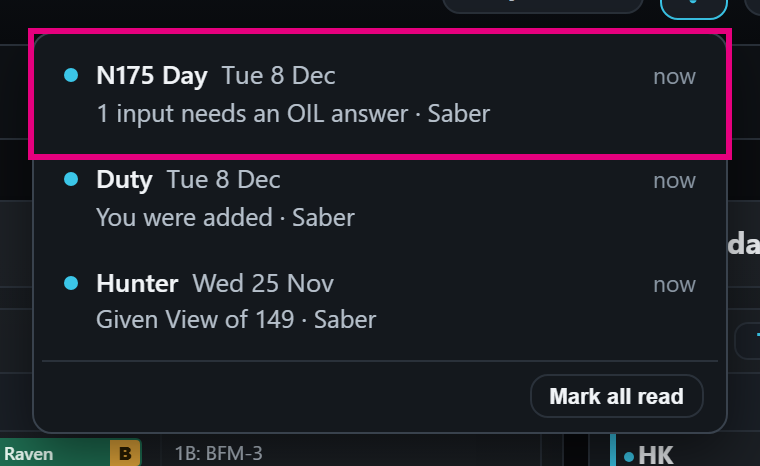 N175 Day Tue 8 Dec now
1 input needs an OIL answer · Saber
Duty Tue 8 Dec now
You were added · Saber
Hunter Wed 25 Nov now
Given View of 149 · Saber
Mark all read
da
Raven B 1B: BFM-3
HK